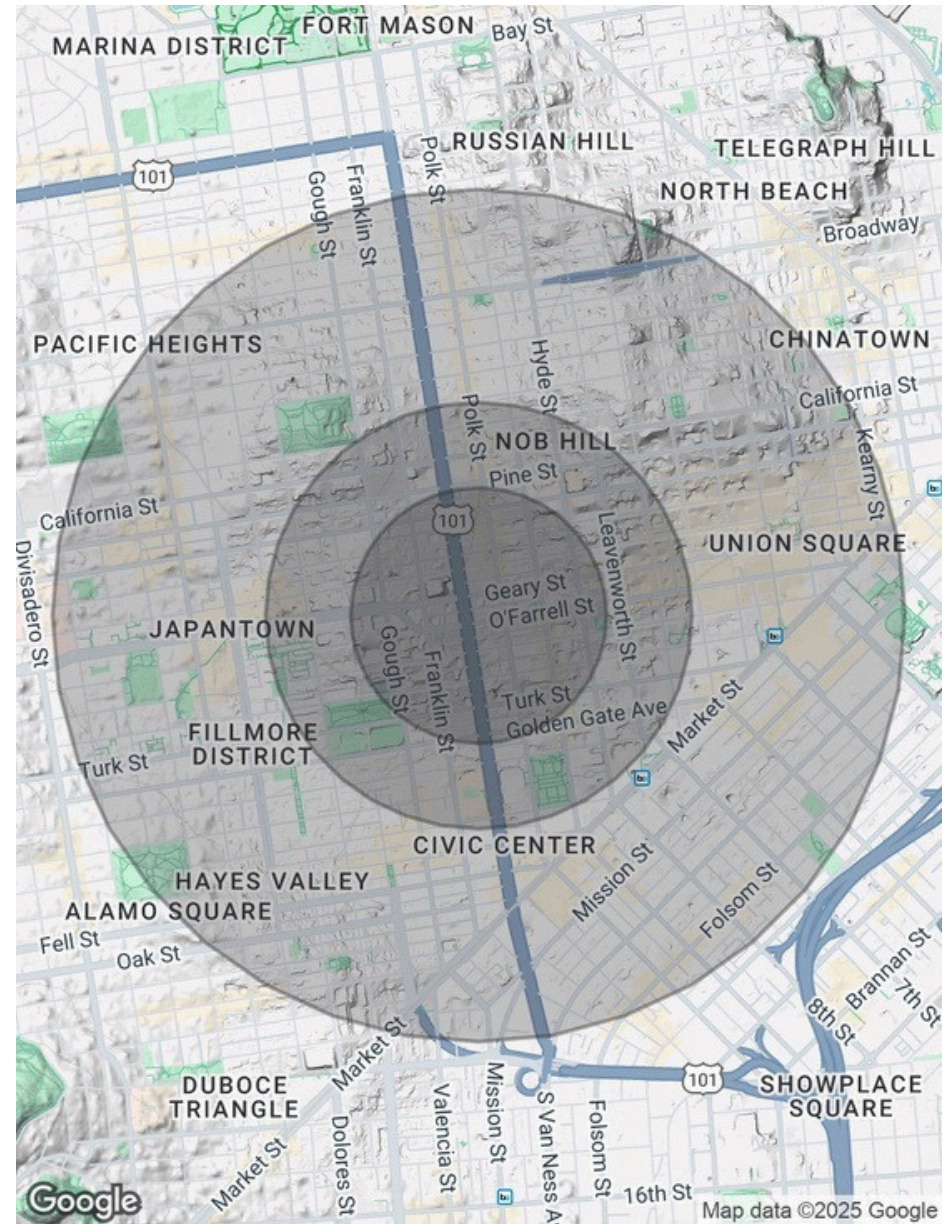 FORT MASON
Bay St
MARINA DISTRICT
RUSSIAN HILL
TELEGRAPH HILL
Polk St
101
Franklin St
Gough St
NORTH BEACH
Broadway
PACIFIC HEIGHTS
CHINATOWN
Hyde St
California St
Polk St
NOB HILL
Kearny St
Pine St
California St
101
Leavenworth St
UNION SQUARE
Divisadero St
Geary St
O'Farrell St
JAPANTOWN
Gough St
Franklin St
Turk St
Golden Gate Ave
Market St
FILLMORE
DISTRICT
Turk St
CIVIC CENTER
Mission St
HAYES VALLEY
Folsom St
ALAMO SQUARE
Fell St
Oak St
Brannan St
7th St
8th St
Market St
DUBOCE
TRIANGLE
101
SHOWPLACE
SQUARE
Mission St
Valencia St
S Van Ness A
Folsom St
Dolores St
Market St
16th St
Google
Map data ©2025 Google